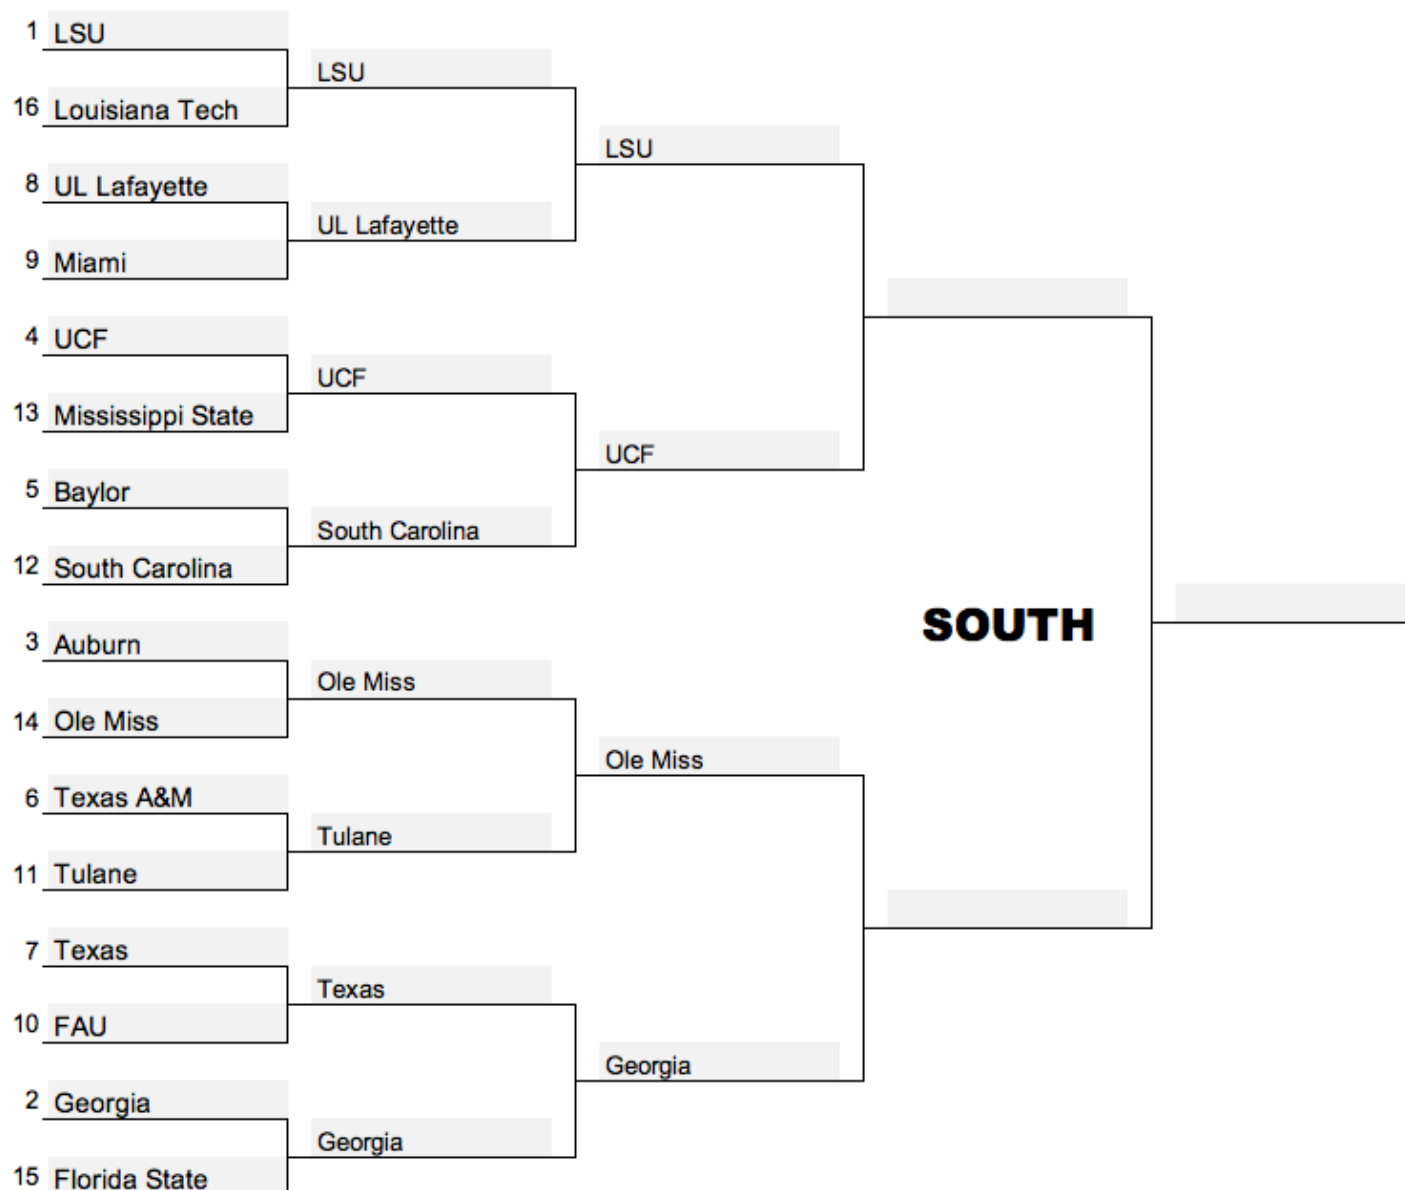 1 LSU
LSU
16 Louisiana Tech
LSU
8 UL Lafayette
UL Lafayette
9 Miami
4 UCF
UCF
13 Mississippi State
UCF
5 Baylor
South Carolina
12 South Carolina
SOUTH
3 Auburn
Ole Miss
14 Ole Miss
Ole Miss
6 Texas A&M
Tulane
11 Tulane
7 Texas
Texas
10 FAU
Georgia
2 Georgia
Georgia
15 Florida State